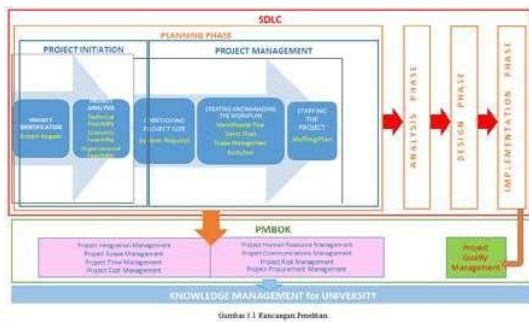 SDLC
PLANNING PHASE
PROJECT INITIATION
PROJECT MANAGEMENT
PROJECT
IDENTIFICATION
System Request
PROJECT
ANALYSIS
Technical
Feasibility
Economic
Feasibility
Organizational
Feasibility
PROJECT SIZE
System Request
CREATING AND MANAGING
THE WORKPLAN
Gantt Chart
Scope Management
STAFFING
THE
PROJECT
Staffing Plan
ANALYSIS PHASE
DESIGN PHASE
IMPLEMENTATION PHASE
PMBOK
Project Integration Management
Project Scope Management
Project Time Management
Project Cost Management
Project Human Resource Management
Project Communications Management
Project Risk Management
Project Procurement Management
Project
Quality
Management
KNOWLEDGE MANAGEMENT for UNIVERSITY
Gambar 3.1 Rancangan Penelitian